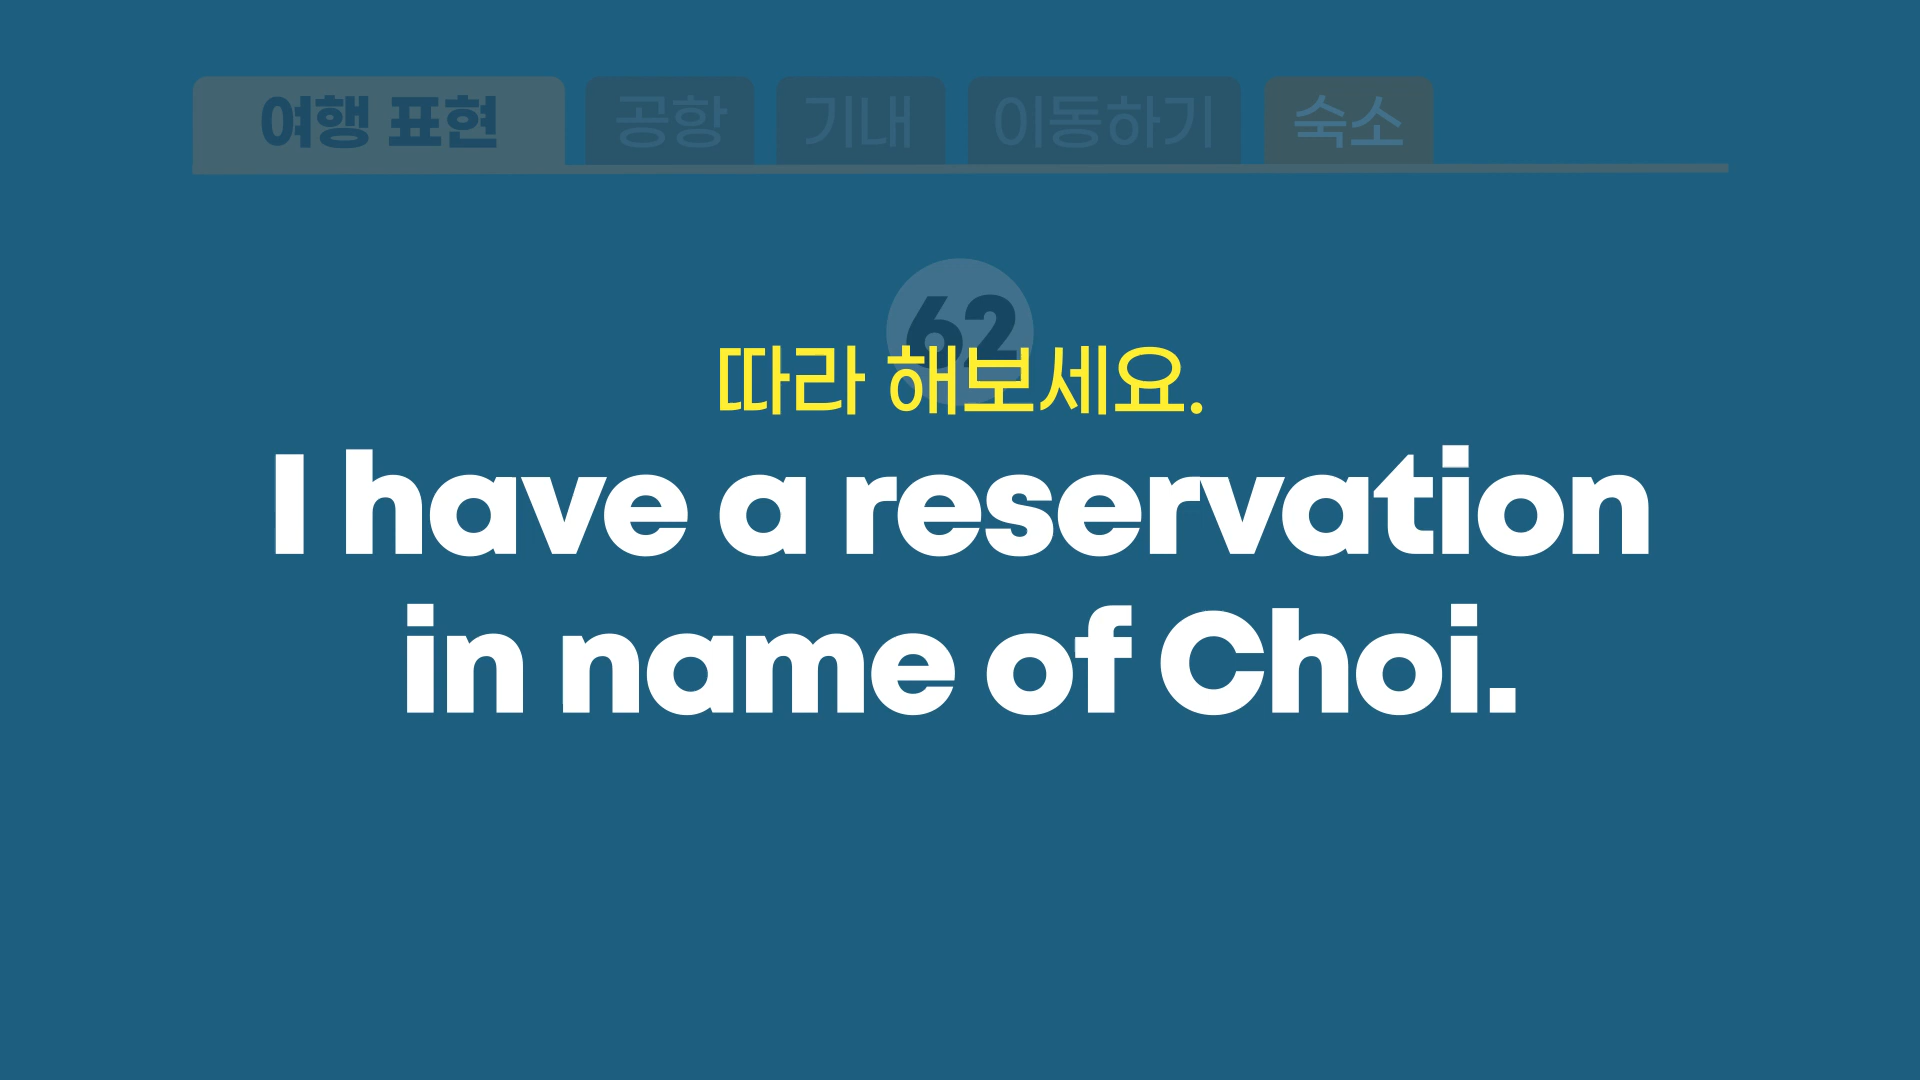 여행 표현 공항 기내 이동하기 숙소
62
따라 해보세요.
I have a reservation
in name of Choi.